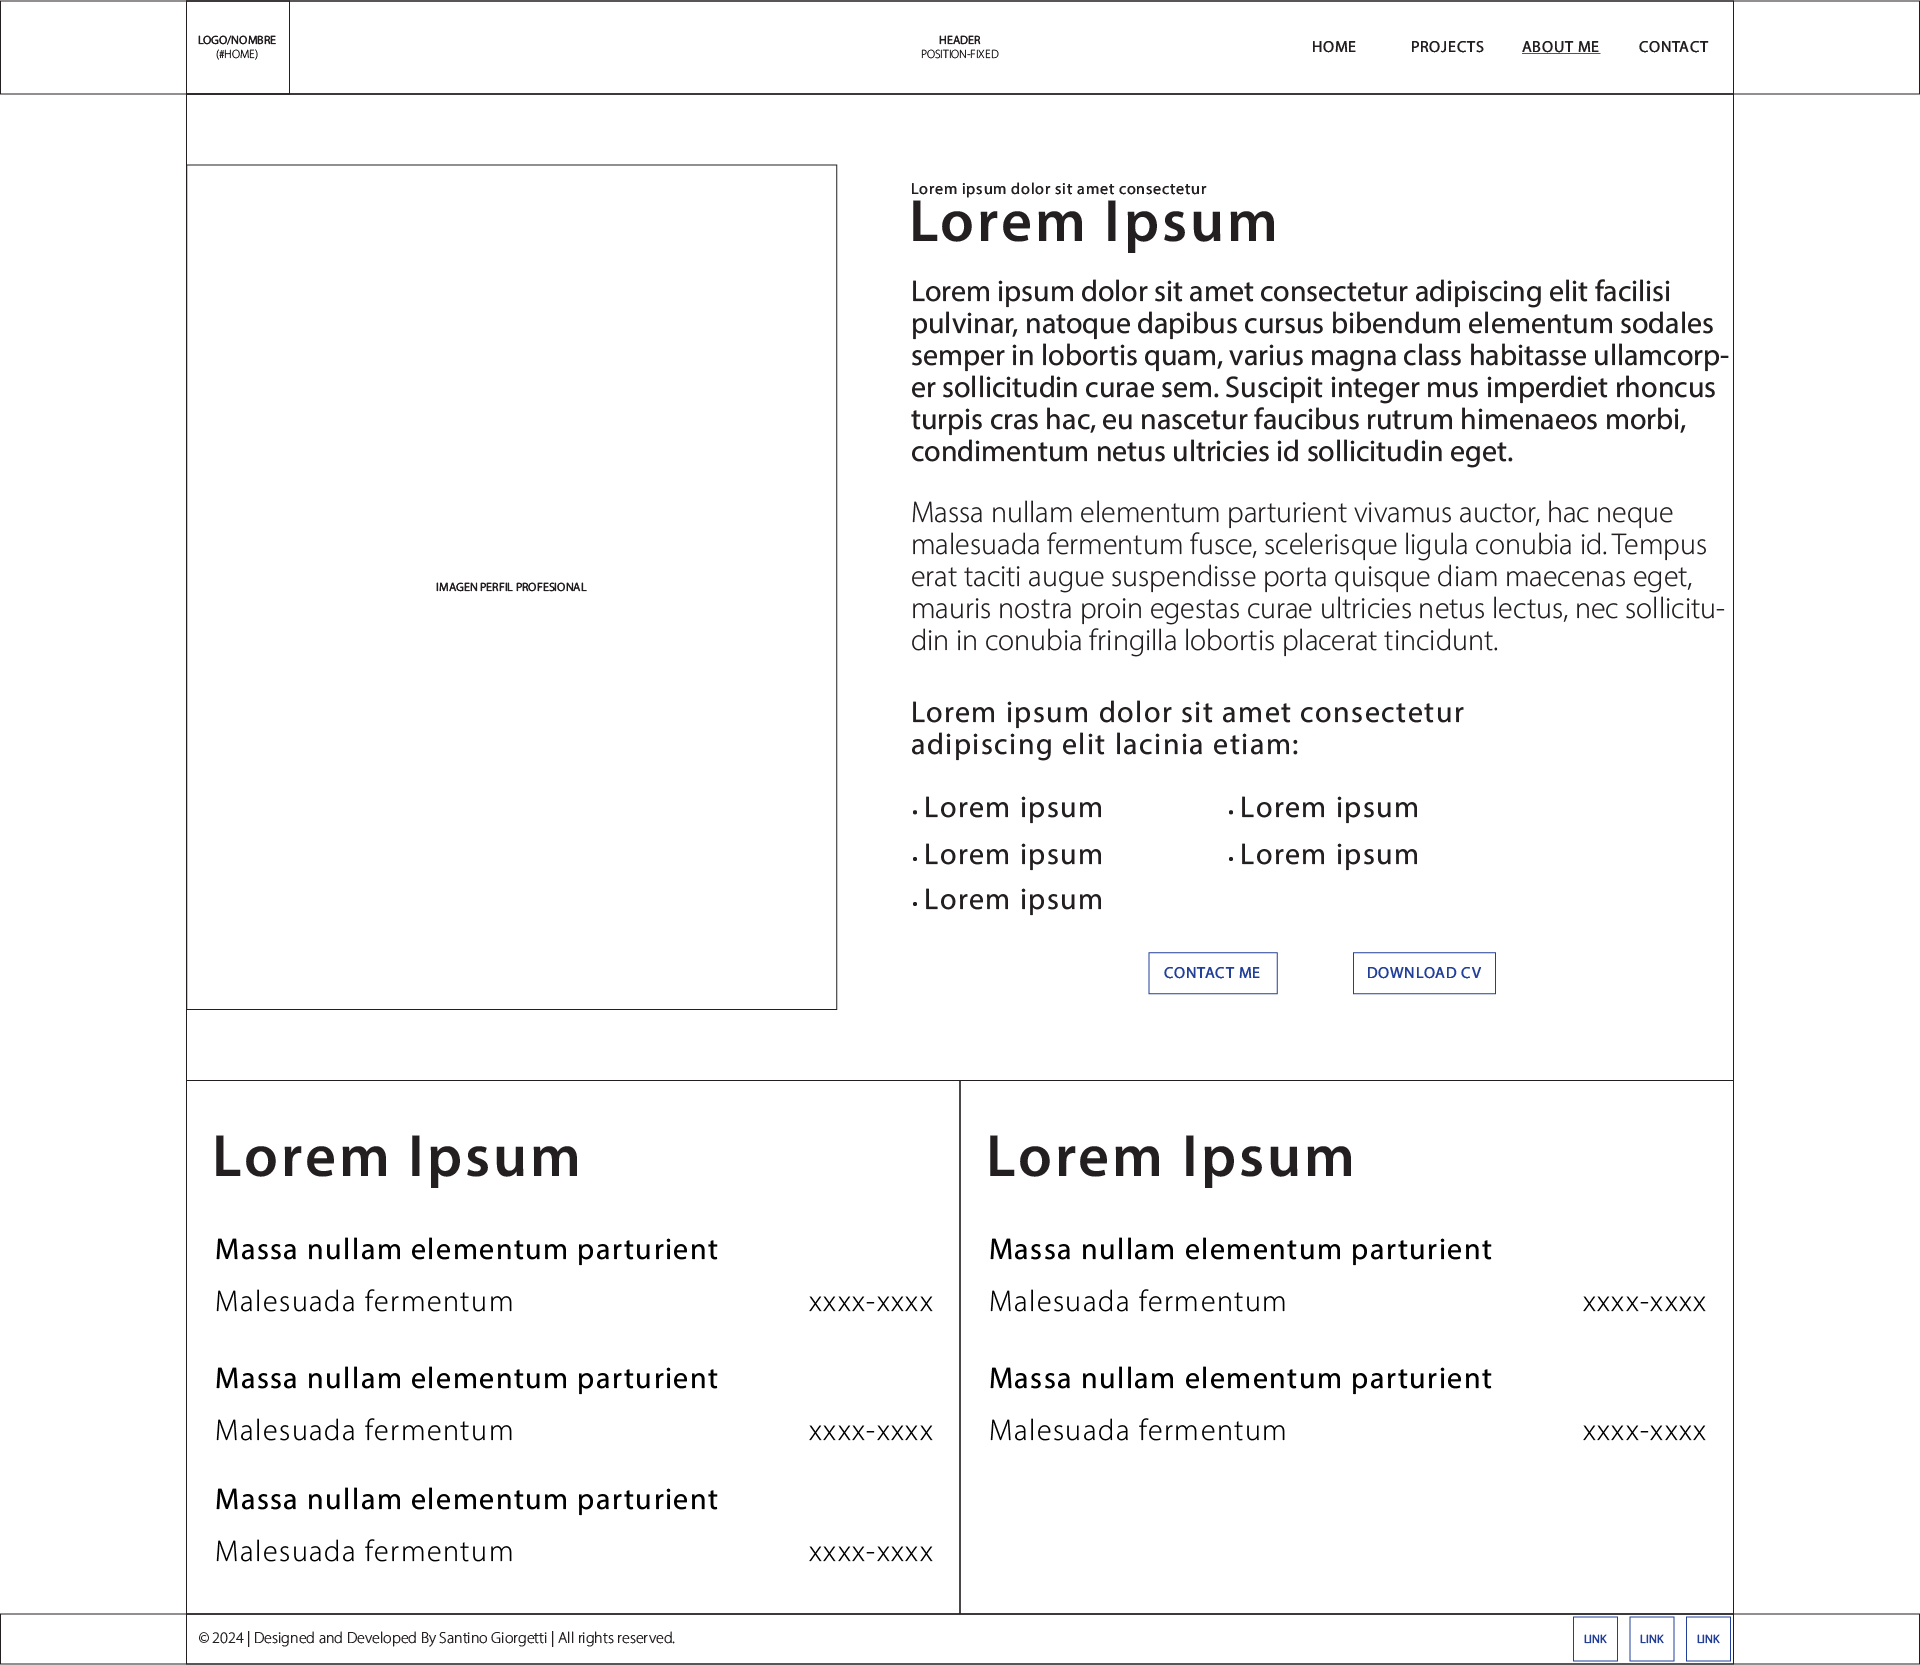 LOGO/NOMBRE
(#HOME)
HEADER
POSITION-FIXED
HOME PROJECTS ABOUT ME CONTACT
IMAGEN PERFIL PROFESIONAL
Lorem ipsum dolor sit amet consectetur
Lorem Ipsum
Lorem ipsum dolor sit amet consectetur adipiscing elit facilisi
pulvinar, natoque dapibus cursus bibendum elementum sodales
semper in lobortis quam, varius magna class habitasse ullamcorp-
er sollicitudin curae sem. Suscipit integer mus imperdiet rhoncus
turpis cras hac, eu nascetur faucibus rutrum himenaeos morbi,
condimentum netus ultricies id sollicitudin eget.
Massa nullam elementum parturient vivamus auctor, hac neque
malesuada fermentum fusce, scelerisque ligula conubia id. Tempus
erat taciti augue suspendisse porta quisque diam maecenas eget,
mauris nostra proin egestas curae ultricies netus lectus, nec sollicitu-
din in conubia fringilla lobortis placerat tincidunt.
Lorem ipsum dolor sit amet consectetur
adipiscing elit lacinia etiam:
. Lorem ipsum . Lorem ipsum
. Lorem ipsum . Lorem ipsum
. Lorem ipsum
CONTACT ME DOWNLOAD CV
Lorem Ipsum
Massa nullam elementum parturient
Malesuada fermentum xxxx-xxxx
Massa nullam elementum parturient
Malesuada fermentum xxxx-xxxx
Massa nullam elementum parturient
Malesuada fermentum xxxx-xxxx
Lorem Ipsum
Massa nullam elementum parturient
Malesuada fermentum xxxx-xxxx
Massa nullam elementum parturient
Malesuada fermentum xxxx-xxxx
© 2024 | Designed and Developed By Santino Giorgetti | All rights reserved.
LINK LINK LINK